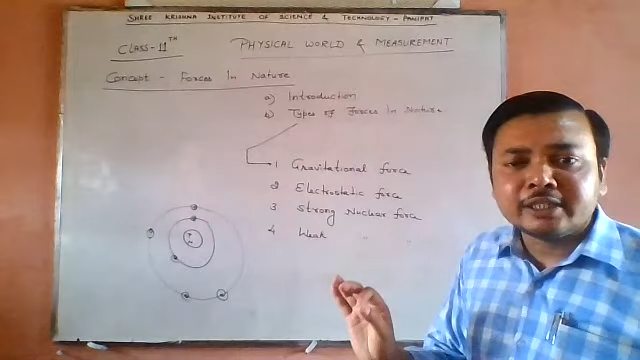 SHREE KRISHNA INSTITUTE OF SCIENCE & TECHNOLOGY - PANIPAT
CLASS-11TH PHYSICAL WORLD & MEASUREMENT
Concept - Forces In Nature
a) Introduction
b) Types of Forces In Nature
1 Gravitational force
2 Electrostatic force
3 Strong Nuclear force
4 Weak " "